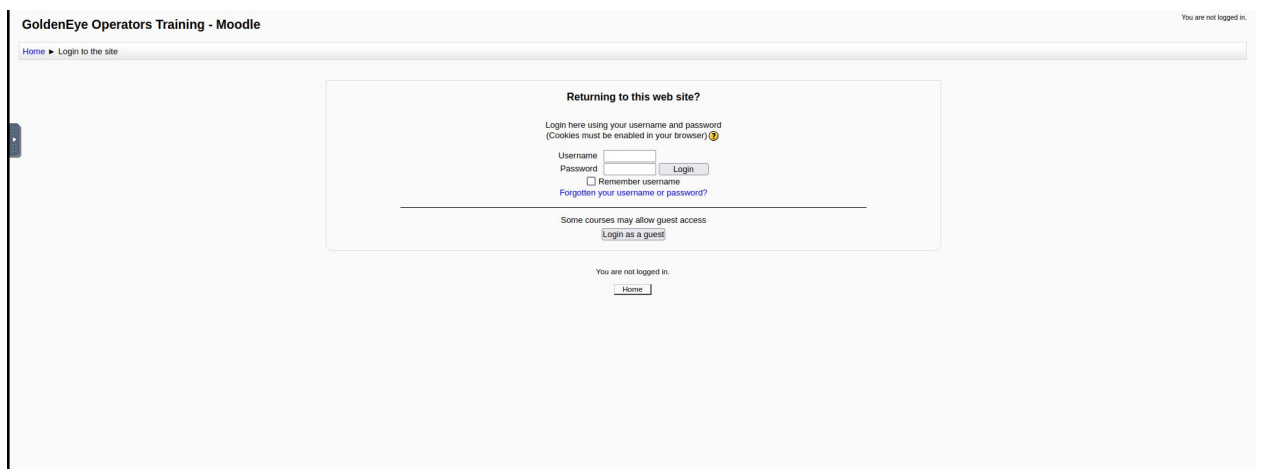 GoldenEye Operators Training - Moodle
You are not logged in.
Home ► Login to the site
Returning to this web site?
Login here using your username and password
(Cookies must be enabled in your browser) ?
Username
Password Login
Remember username
Forgotten your username or password?
Some courses may allow guest access
Login as a guest
You are not logged in.
Home